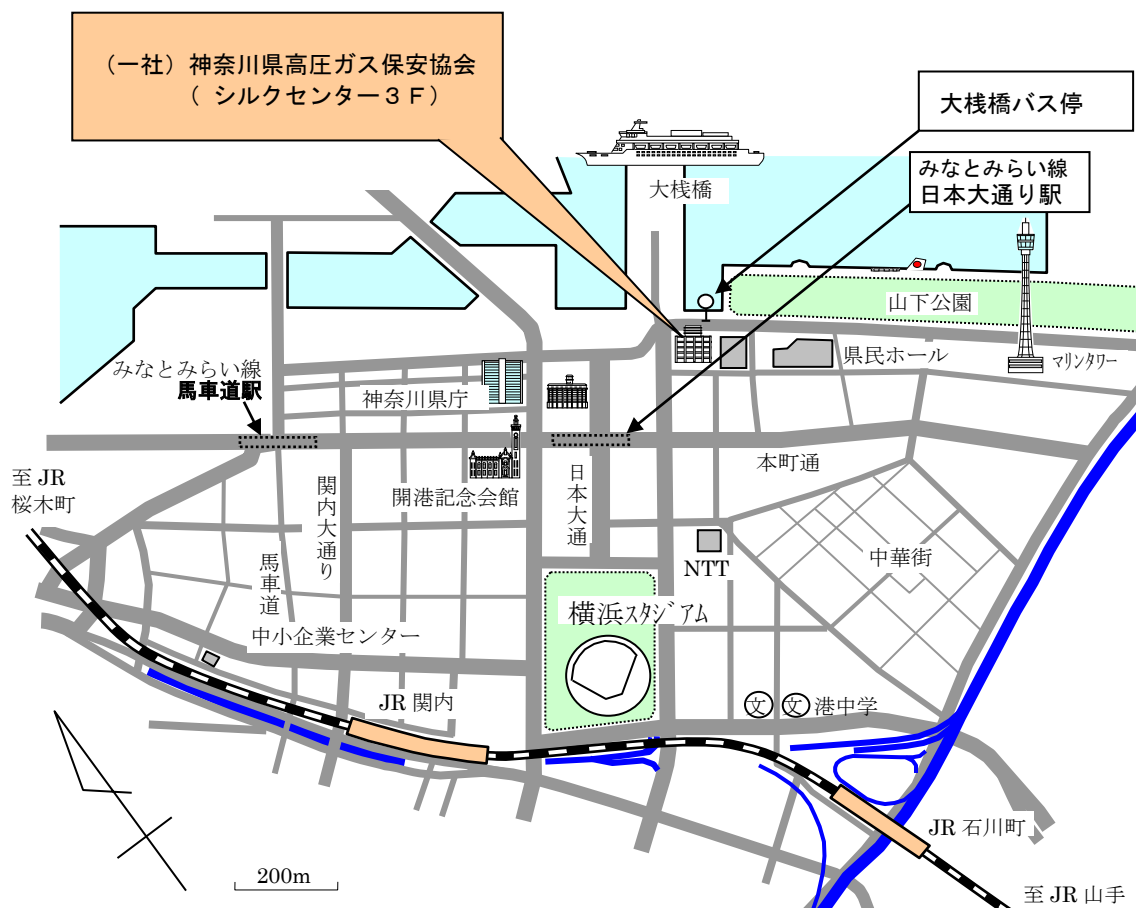 （一社）神奈川県高圧ガス保安協会
（ シルクセンター３Ｆ）
大桟橋バス停
みなとみらい線
日本大通り駅
大桟橋
山下公園
県民ホール
マリンタワー
みなとみらい線
馬車道駅
神奈川県庁
本町通
至 JR
桜木町
関内大通り
開港記念会館
日本大通
馬車道
NTT
中華街
横浜スタジアム
中小企業センター
JR 関内
文
文
港中学
JR 石川町
200m
至 JR 山手